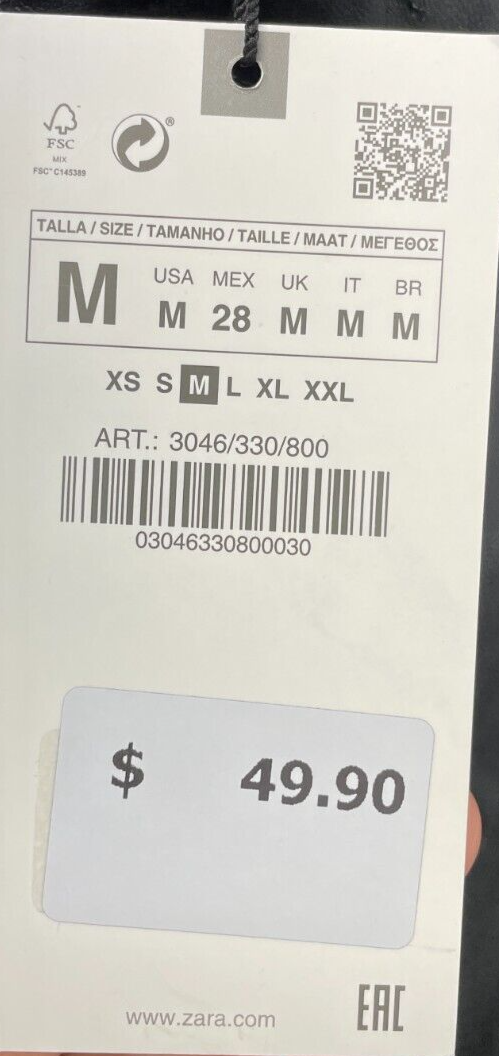 FSC
MIX
FSC™ C145389
®
TALLA / SIZE / TAMANHO / TAILLE / MAAT / ΜΕΓΕΘΟΣ
M
USA MEX UK IT BR
M 28 M M M
XS S M L XL XXL
ART.: 3046/330/800
03046330800030
$ 49.90
www.zara.com
EAC